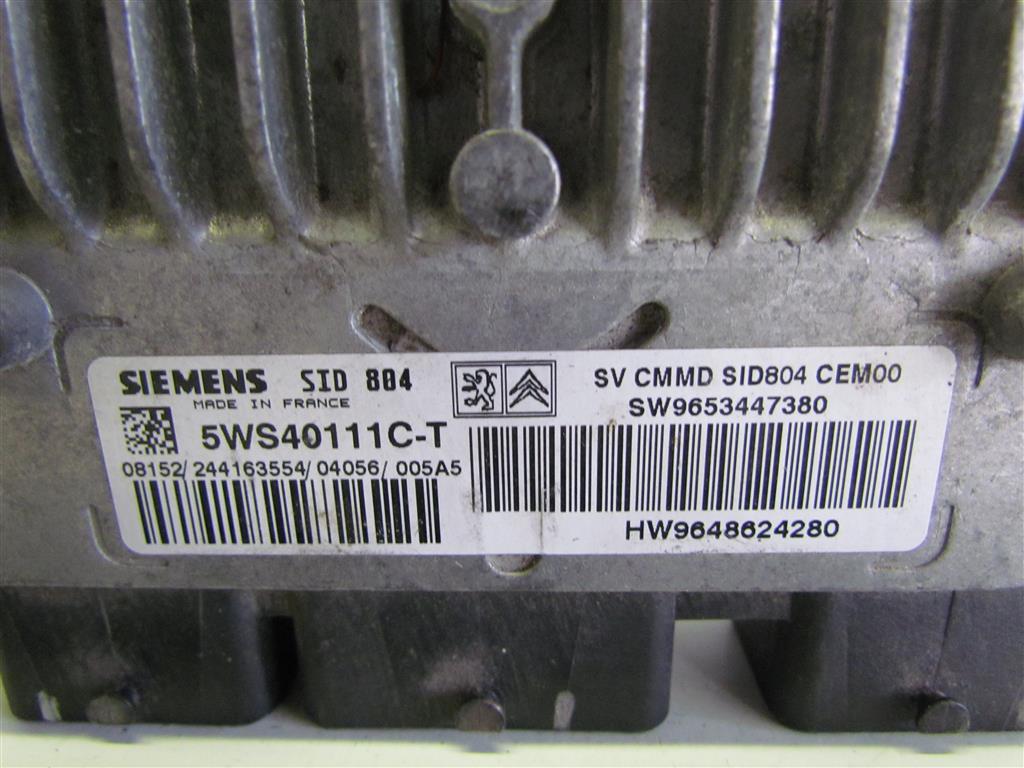 SIEMENS SID 804
MADE IN FRANCE
5WS40111C-T
08152/ 244163554/ 04056/ 005A5
SV CMMD SID804 CEM00
SW9653447380
HW9648624280